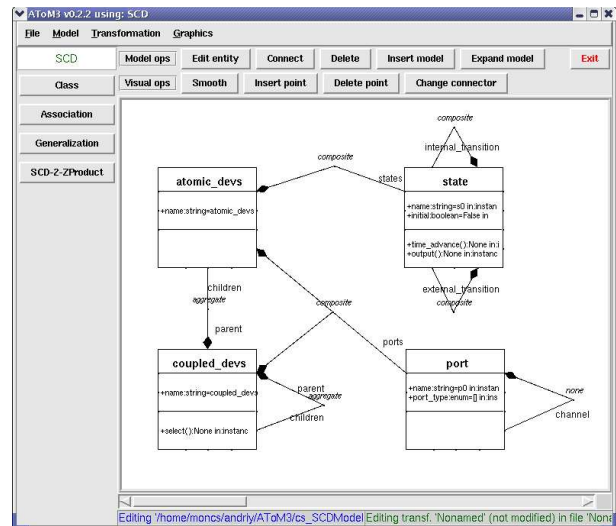 AToM3 v0.2.2 using: SCD
File Model Transformation Graphics
SCD Model ops Edit entity Connect Delete Insert model Expand model Exit
Class Visual ops Smooth Insert point Delete point Change connector
Association
Generalization
SCD-2-ZProduct
composite
internal_transition
composite
atomic_devs
states
state
+name:string=atomic_devs
+name:string=s0 in:instan
+initial:boolean=False in
+time_advance():None in:i
+output():None in:instanc
children
external_transition
aggregate
composite
composite
parent
ports
coupled_devs
port
+name:string=coupled_devs
parent
aggregate
+name:string=p0 in:instan
+port_type:enum=[] in:ins
none
channel
children
+select():None in:instanc
Editing '/home/moncs/andriy/AToM3/cs_SCDModel Editing transf. 'Nonamed' (not modified) in file 'Nona